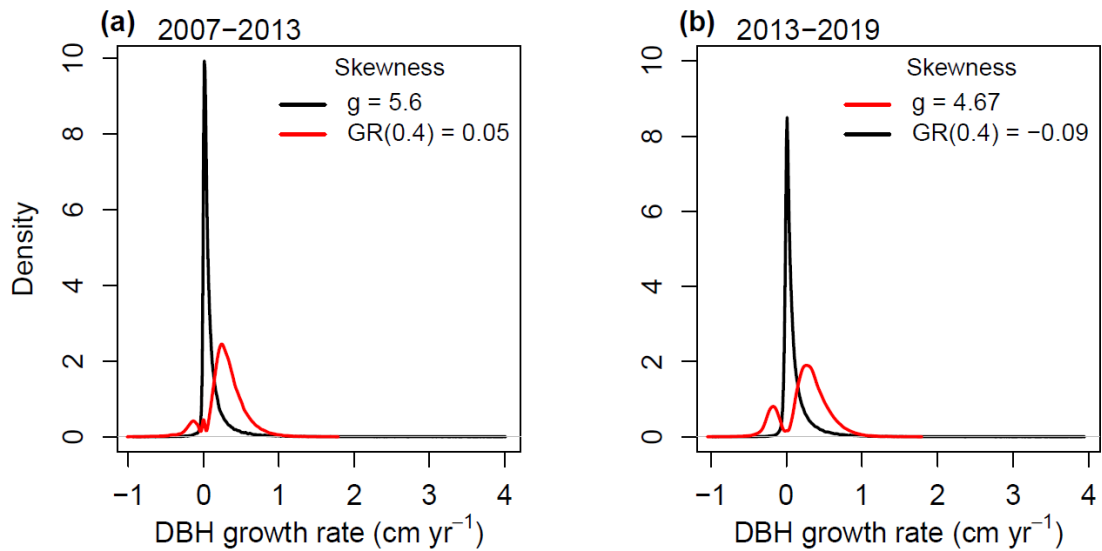 (a) 2007−2013
Skewness
g = 5.6
GR(0.4) = 0.05
Density
10
8
6
4
2
0
−1 0 1 2 3 4
DBH growth rate (cm yr⁻¹)
(b) 2013−2019
Skewness
g = 4.67
GR(0.4) = −0.09
10
8
6
4
2
0
−1 0 1 2 3 4
DBH growth rate (cm yr⁻¹)